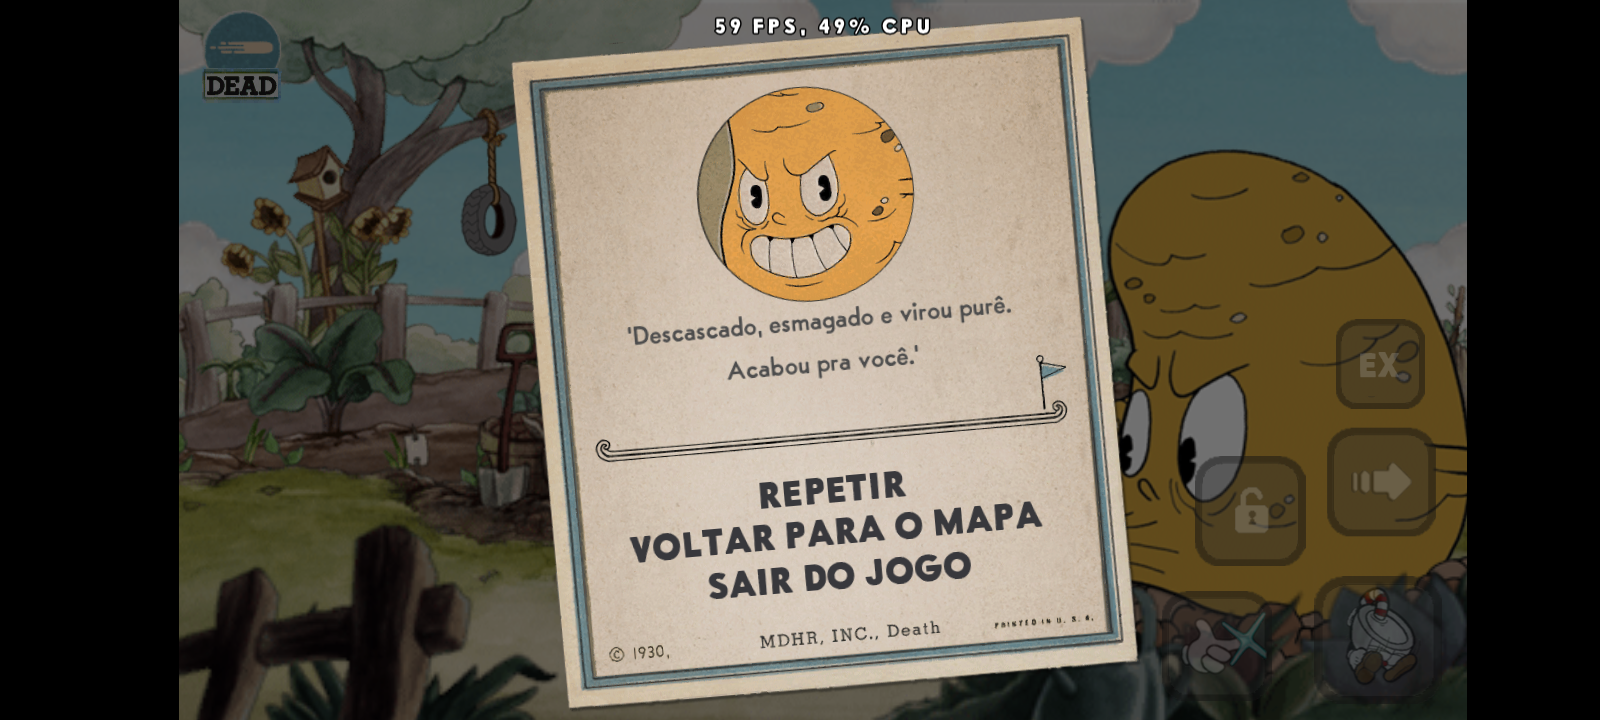 59 FPS, 49% CPU
DEAD
'Descascado, esmagado e virou purê.
Acabou pra você.'
EX
REPETIR
VOLTAR PARA O MAPA
SAIR DO JOGO
© 1930,
MDHR, INC., Death
PRINTED IN U. S. A.